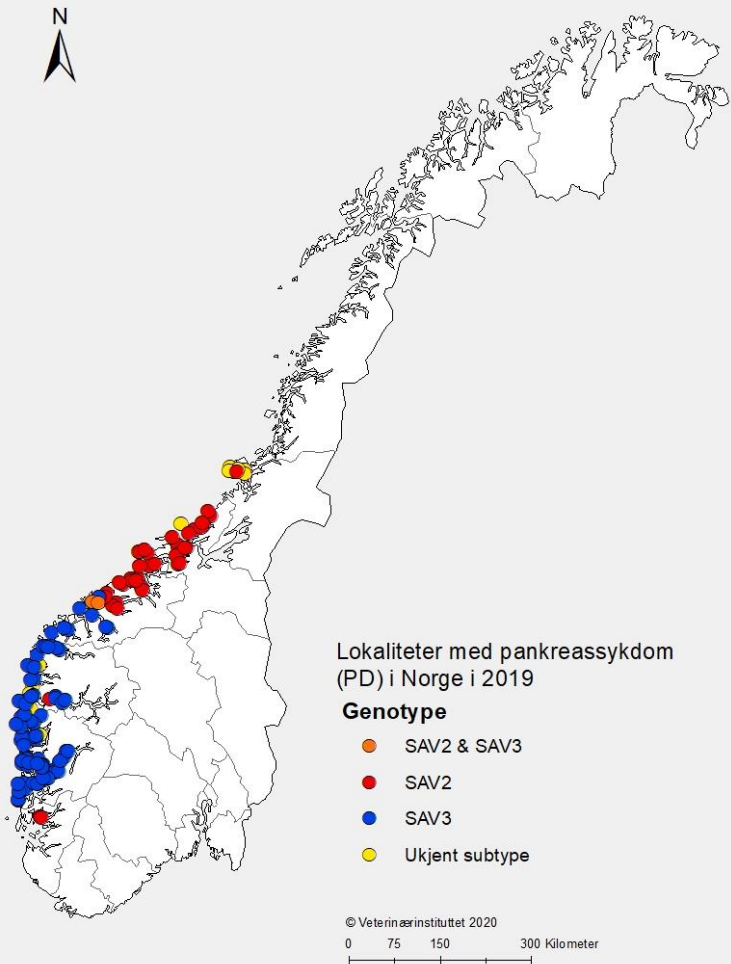 N
Lokaliteter med pankreassykdom
(PD) i Norge i 2019
Genotype
SAV2 & SAV3
SAV2
SAV3
Ukjent subtype
© Veterinærinstituttet 2020
0 75 150 300 Kilometer